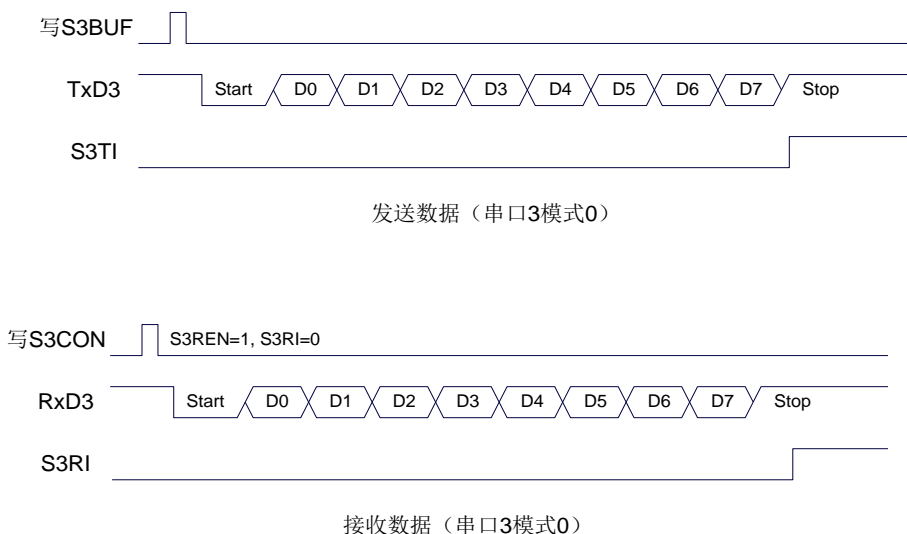 写S3BUF
TxD3 Start D0 D1 D2 D3 D4 D5 D6 D7 Stop
S3TI
发送数据（串口3模式0）
写S3CON S3REN=1, S3RI=0
RxD3 Start D0 D1 D2 D3 D4 D5 D6 D7 Stop
S3RI
接收数据（串口3模式0）